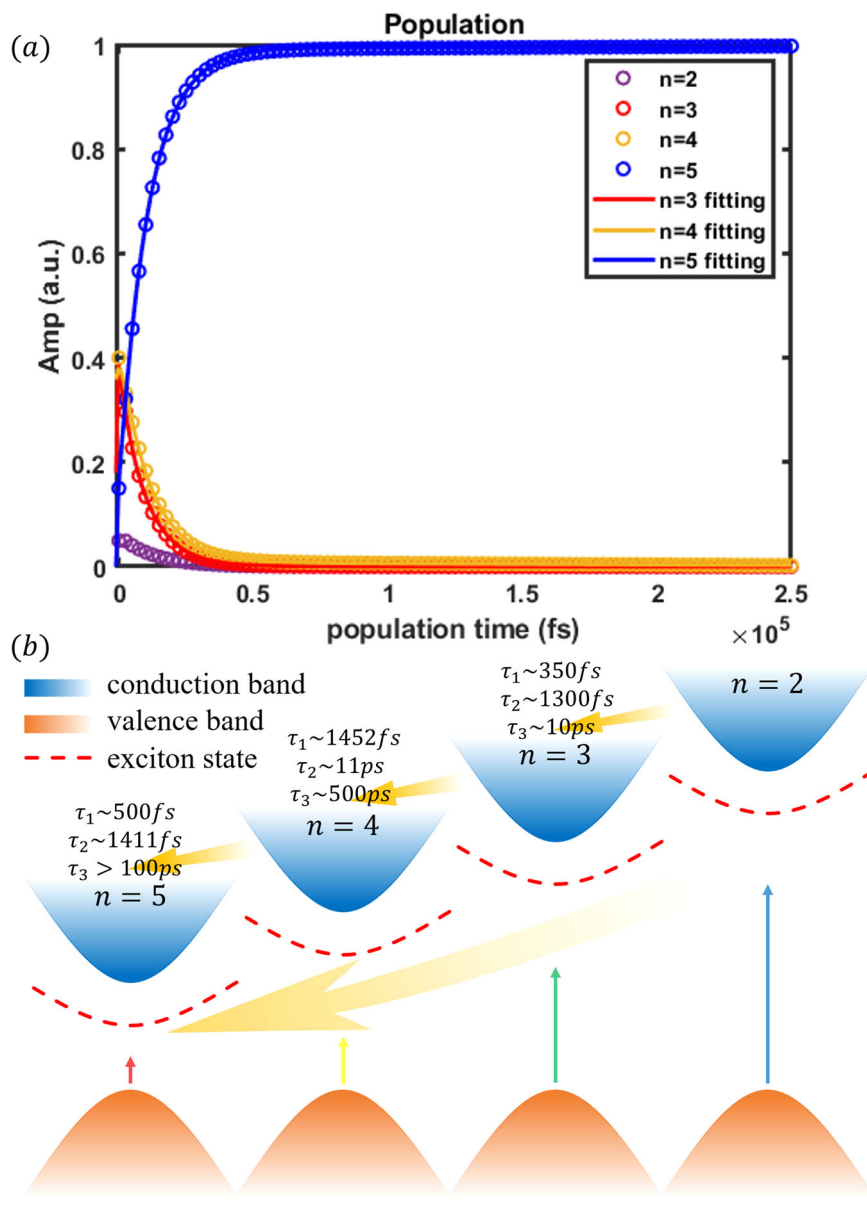 Population
(a)
1
0.8
0.6
0.4
0.2
0
Amp (a.u.)
n=2
n=3
n=4
n=5
n=3 fitting
n=4 fitting
n=5 fitting
0 0.5 1 1.5 2 2.5
population time (fs)
×10⁵
(b)
conduction band
valence band
exciton state
τ₁~500fs
τ₂~1411fs
τ₃ > 100ps
n = 5
τ₁~1452fs
τ₂~11ps
τ₃~500ps
n = 4
τ₁~350fs
τ₂~1300fs
τ₃~10ps
n = 3
n = 2